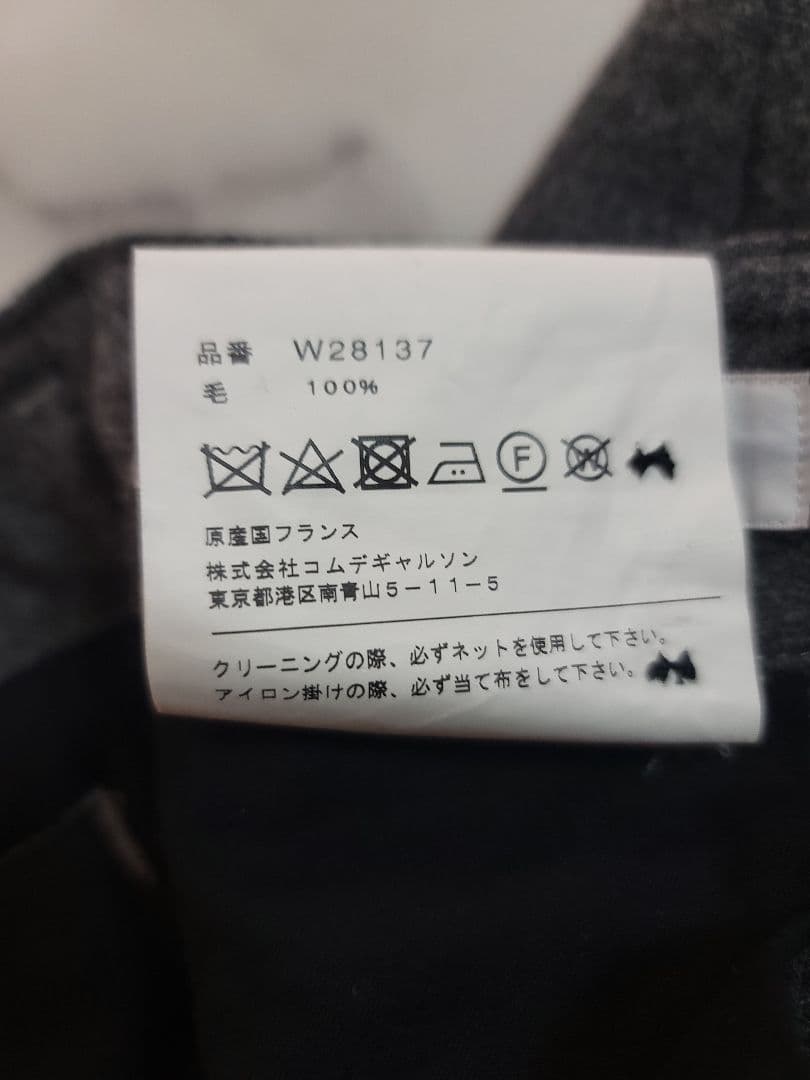 品番 W28137
毛 100%
F W
原産国フランス
株式会社コムデギャルソン
東京都港区南青山5-11-5
クリーニングの際、必ずネットを使用して下さい。
アイロン掛けの際、必ず当て布をして下さい。